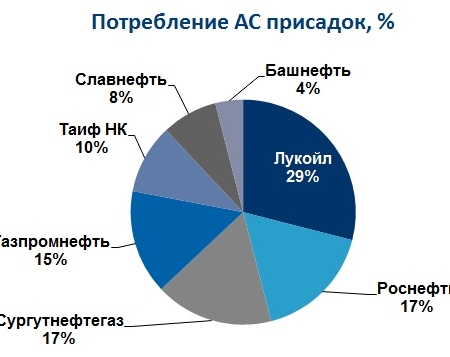 Потребление АС присадок, %
Башнефть
4%
Славнефть
8%
Таиф НК
10%
Лукойл
29%
азпромнефть
15%
Роснефть
17%
Сургутнефтегаз
17%